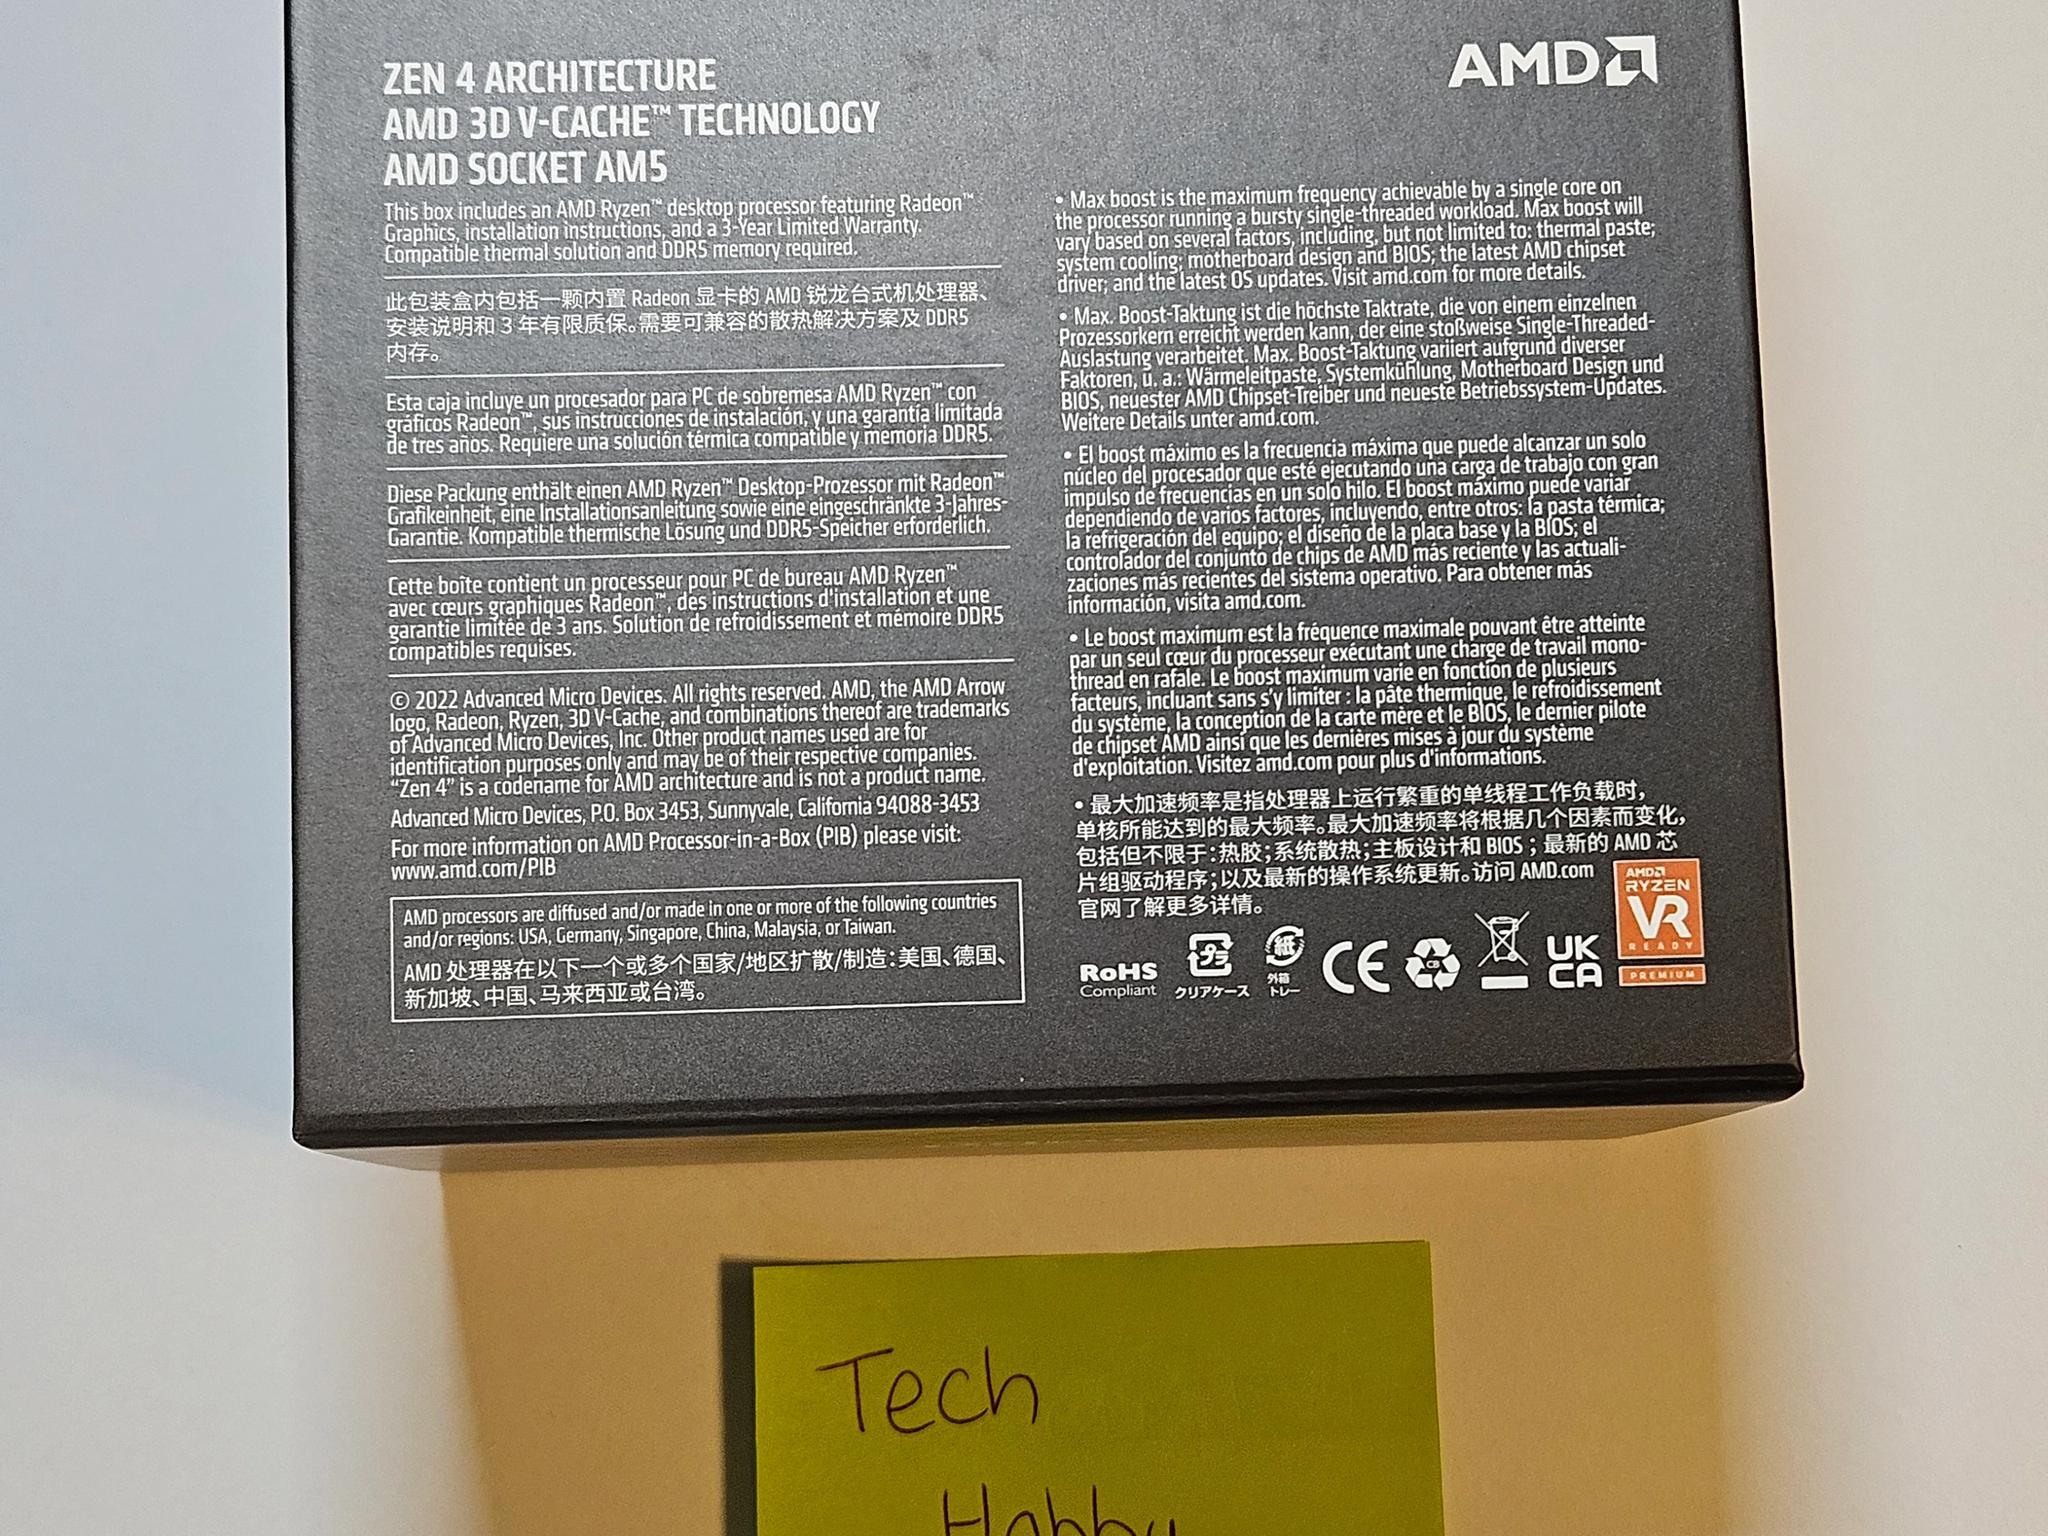 ZEN 4 ARCHITECTURE
AMD 3D V-CACHE™ TECHNOLOGY
AMD SOCKET AM5
This box includes an AMD Ryzen™ desktop processor featuring Radeon™
Graphics, installation instructions, and a 3-Year Limited Warranty.
Compatible thermal solution and DDR5 memory required.
此包装盒内包括一颗内置 Radeon 显卡的 AMD 锐龙台式机处理器、
安装说明和 3 年有限质保。需要可兼容的散热解决方案及 DDR5
内存。
Esta caja incluye un procesador para PC de sobremesa AMD Ryzen™ con
gráficos Radeon™, sus instrucciones de instalación, y una garantía limitada
de tres años. Requiere una solución térmica compatible y memoria DDR5.
Diese Packung enthält einen AMD Ryzen™ Desktop-Prozessor mit Radeon™
Grafikeinheit, eine Installationsanleitung sowie eine eingeschränkte 3-Jahres-
Garantie. Kompatible thermische Lösung und DDR5-Speicher erforderlich.
Cette boîte contient un processeur pour PC de bureau AMD Ryzen™
avec cœurs graphiques Radeon™, des instructions d'installation et une
garantie limitée de 3 ans. Solution de refroidissement et mémoire DDR5
compatibles requises.
© 2022 Advanced Micro Devices. All rights reserved. AMD, the AMD Arrow
logo, Radeon, Ryzen, 3D V-Cache, and combinations thereof are trademarks
of Advanced Micro Devices, Inc. Other product names used are for
identification purposes only and may be of their respective companies.
“Zen 4” is a codename for AMD architecture and is not a product name.
Advanced Micro Devices, P.O. Box 3453, Sunnyvale, California 94088-3453
For more information on AMD Processor-in-a-Box (PIB) please visit:
www.amd.com/PIB
AMD processors are diffused and/or made in one or more of the following countries
and/or regions: USA, Germany, Singapore, China, Malaysia, or Taiwan.
AMD 处理器在以下一个或多个国家/地区扩散/制造：美国、德国、
新加坡、中国、马来西亚或台湾。
AMD
• Max boost is the maximum frequency achievable by a single core on
the processor running a bursty single-threaded workload. Max boost will
vary based on several factors, including, but not limited to: thermal paste;
system cooling; motherboard design and BIOS; the latest AMD chipset
driver; and the latest OS updates. Visit amd.com for more details.
• Max. Boost-Taktung ist die höchste Taktrate, die von einem einzelnen
Prozessorkern erreicht werden kann, der eine stoßweise Single-Threaded-
Auslastung verarbeitet. Max. Boost-Taktung variiert aufgrund diverser
Faktoren, u. a.: Wärmeleitpaste, Systemkühlung, Motherboard Design und
BIOS, neuester AMD Chipset-Treiber und neueste Betriebssystem-Updates.
Weitere Details unter amd.com.
• El boost máximo es la frecuencia máxima que puede alcanzar un solo
núcleo del procesador que esté ejecutando una carga de trabajo con gran
impulso de frecuencias en un solo hilo. El boost máximo puede variar
dependiendo de varios factores, incluyendo, entre otros: la pasta térmica;
la refrigeración del equipo; el diseño de la placa base y la BIOS; el
controlador del conjunto de chips de AMD más reciente y las actuali-
zaciones más recientes del sistema operativo. Para obtener más
información, visita amd.com.
• Le boost maximum est la fréquence maximale pouvant être atteinte
par un seul cœur du processeur exécutant une charge de travail mono-
thread en rafale. Le boost maximum varie en fonction de plusieurs
facteurs, incluant sans s'y limiter : la pâte thermique, le refroidissement
du système, la conception de la carte mère et le BIOS, le dernier pilote
de chipset AMD ainsi que les dernières mises à jour du système
d'exploitation. Visitez amd.com pour plus d'informations.
• 最大加速频率是指处理器上运行繁重的单线程工作负载时，
单核所能达到的最大频率。最大加速频率将根据几个因素而变化，
包括但不限于：热胶；系统散热；主板设计和 BIOS；最新的 AMD 芯
片组驱动程序；以及最新的操作系统更新。访问 AMD.com
官网了解更多详情。
RoHS
Compliant
プラ
クリアケース
紙
外箱
トレー
CE
CB
UK
CA
AMD
RYZEN
VR
READY
PREMIUM
Tech
Habby